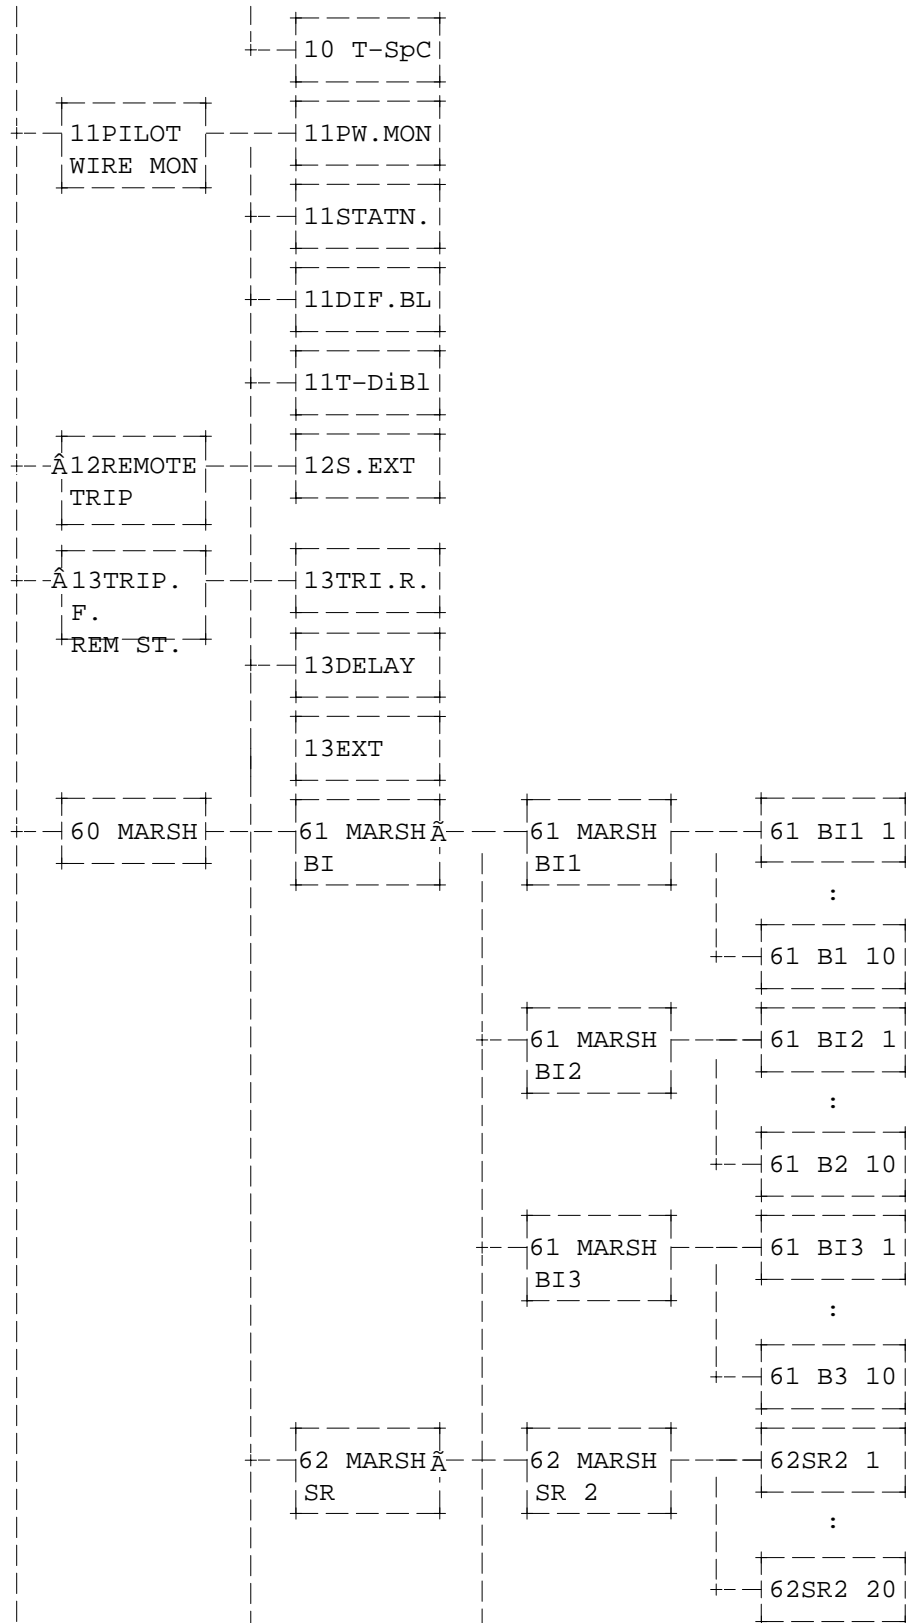 10 T-SpC
11PILOT
WIRE MON
11PW.MON
11STATN.
11DIF.BL
11T-DiBl
Â12REMOTE
TRIP
12S.EXT
Â13TRIP.
F.
REM ST.
13TRI.R.
13DELAY
13EXT
60 MARSH
61 MARSHÃ
BI
61 MARSH
BI1
61 BI1 1
:
61 B1 10
61 MARSH
BI2
61 BI2 1
:
61 B2 10
61 MARSH
BI3
61 BI3 1
:
61 B3 10
62 MARSHÃ
SR
62 MARSH
SR 2
62SR2 1
:
62SR2 20